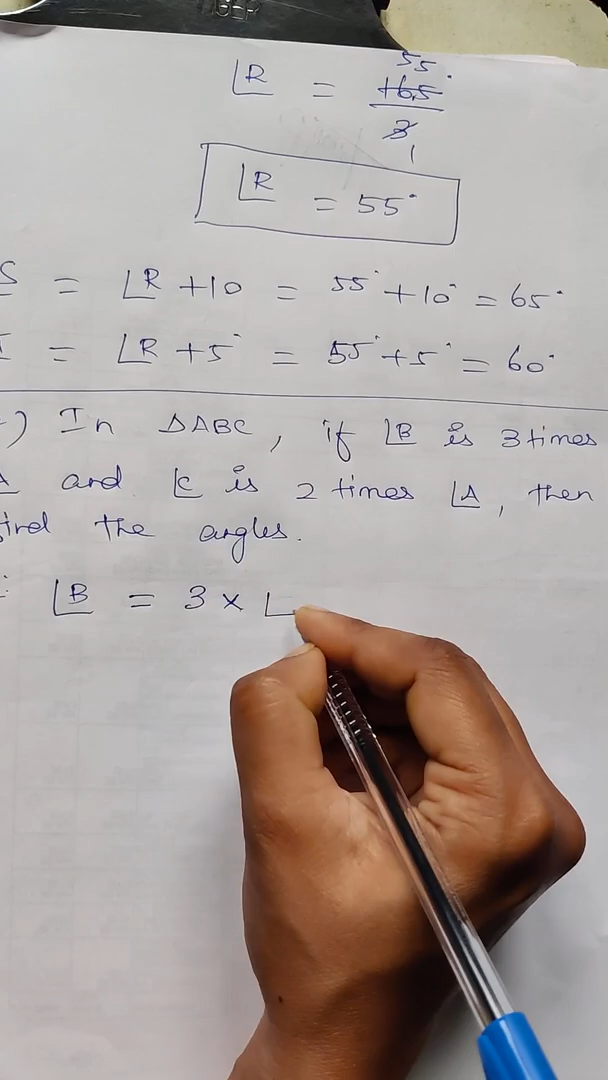 ∠R = 55° 165 / 3 1
∠R = 55°
S = ∠R +10 = 55° +10° = 65°
= ∠R +5° = 55° +5° = 60°
) In ΔABC, if ∠B is 3 times
and ∠C is 2 times ∠A, then
the angles.
∠B = 3 × ∠